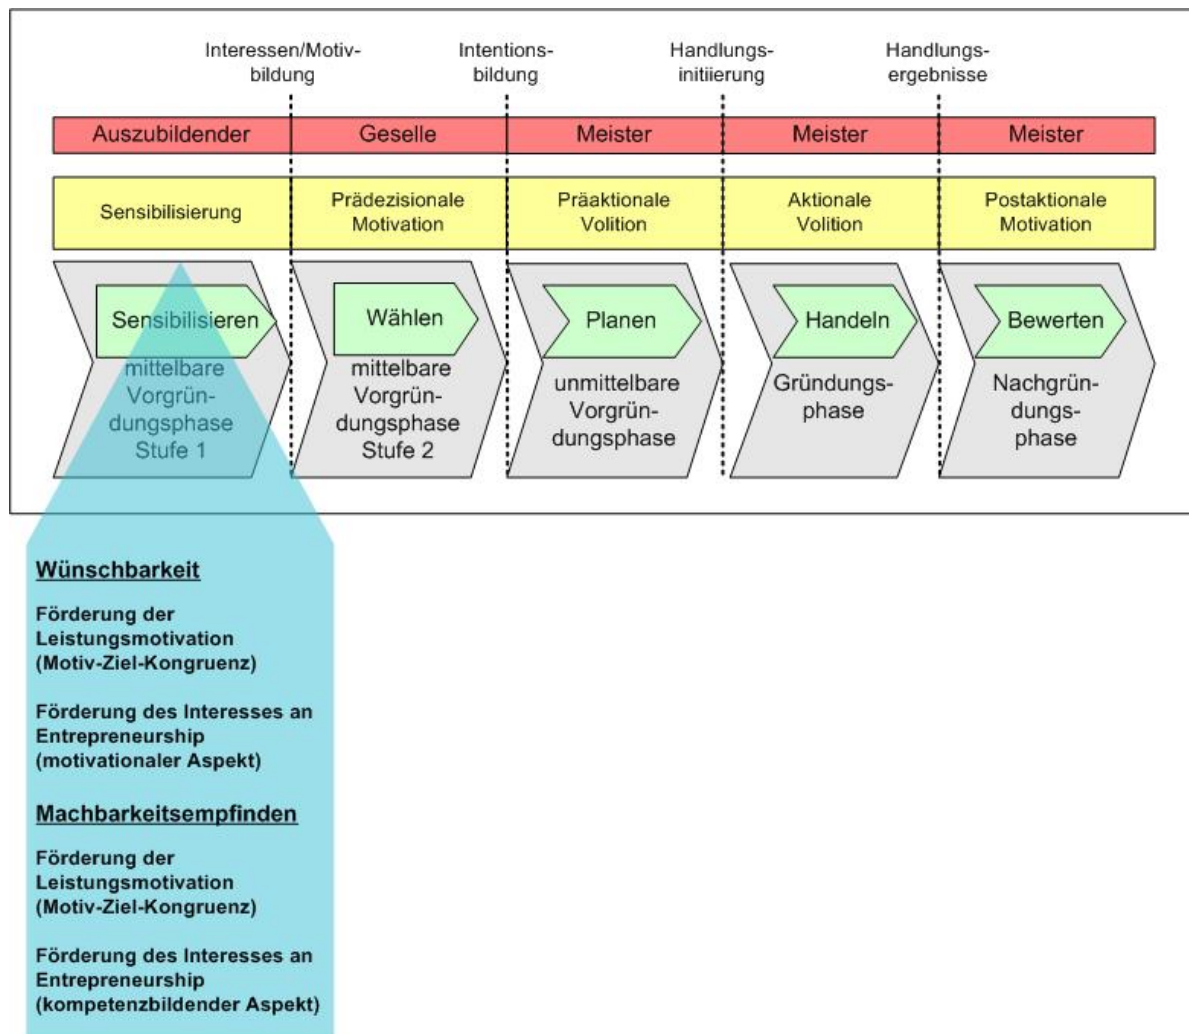 Interessen/Motiv-
bildung
Intentions-
bildung
Handlungs-
initiierung
Handlungs-
ergebnisse
Auszubildender
Geselle
Meister
Meister
Meister
Sensibilisierung
Prädezisionale
Motivation
Präaktionale
Volition
Aktionale
Volition
Postaktionale
Motivation
Sensibilisieren
mittelbare
Vorgrün-
dungsphase
Stufe 1
Wählen
mittelbare
Vorgrün-
dungsphase
Stufe 2
Planen
unmittelbare
Vorgrün-
dungsphase
Handeln
Gründungs-
phase
Bewerten
Nachgrün-
dungs-
phase
Wünschbarkeit
Förderung der
Leistungsmotivation
(Motiv-Ziel-Kongruenz)
Förderung des Interesses an
Entrepreneurship
(motivationaler Aspekt)
Machbarkeitsempfinden
Förderung der
Leistungsmotivation
(Motiv-Ziel-Kongruenz)
Förderung des Interesses an
Entrepreneurship
(kompetenzbildender Aspekt)